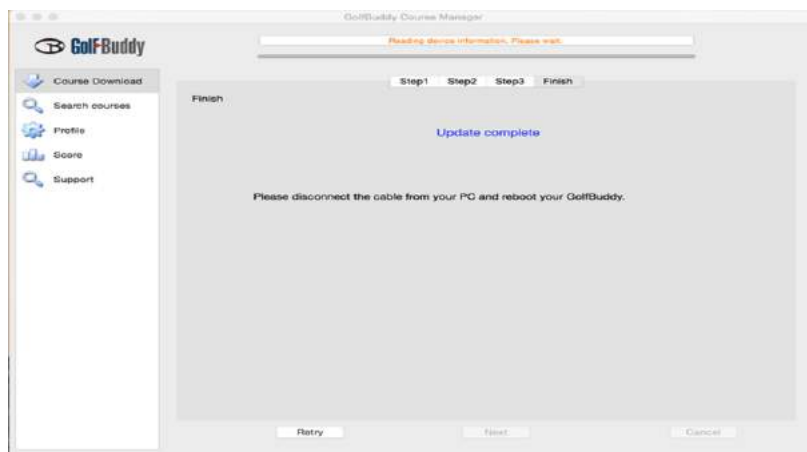 GolfBuddy Course Manager
GolfBuddy
Reading device information, Please wait.
Course Download
Search courses
Profile
Score
Support
Step1 Step2 Step3 Finish
Finish
Update complete
Please disconnect the cable from your PC and reboot your GolfBuddy.
Retry Next Cancel